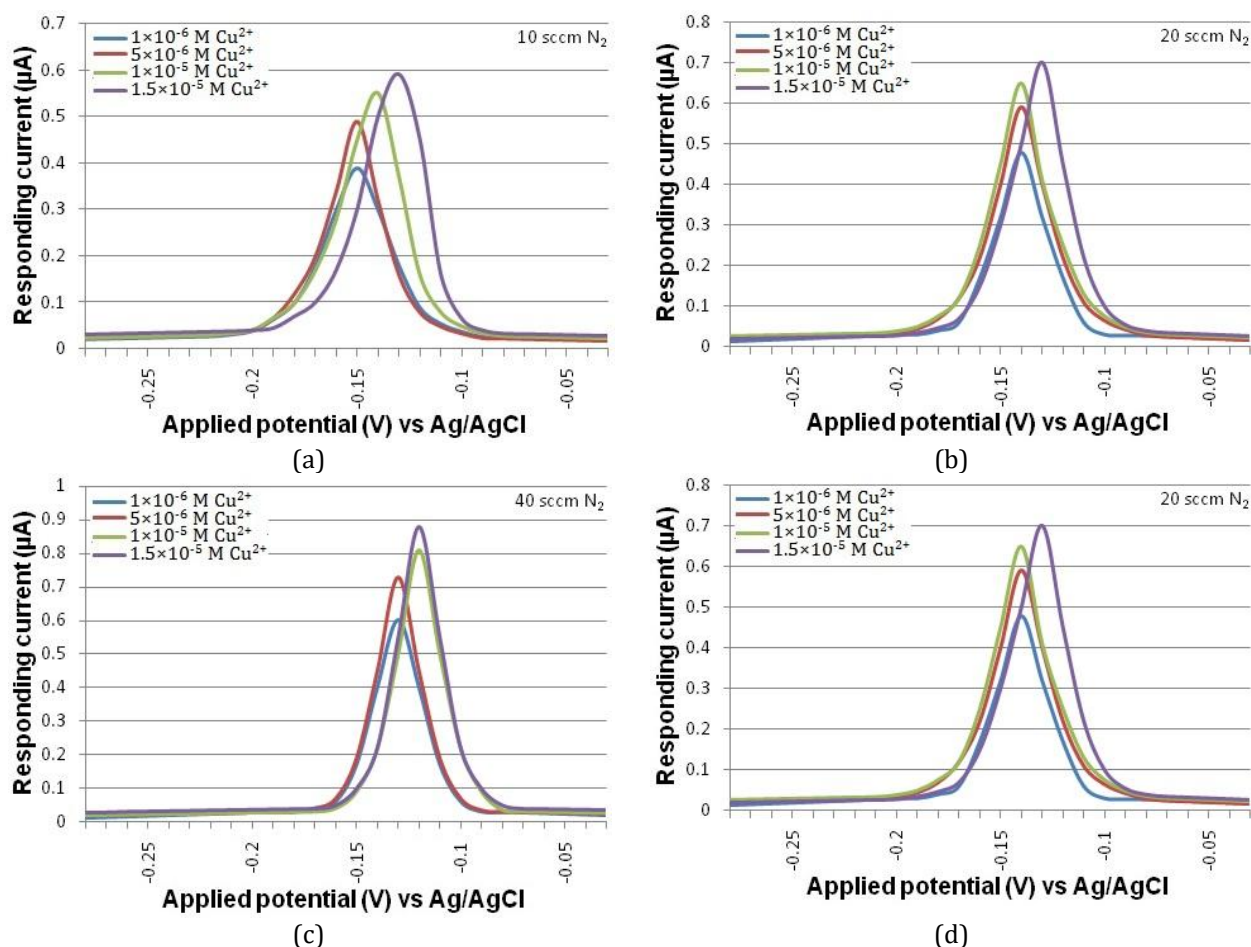 0.7
0.6
0.5
0.4
0.3
0.2
0.1
0
Responding current (µA)
1×10⁻⁶ M Cu²⁺
5×10⁻⁶ M Cu²⁺
1×10⁻⁵ M Cu²⁺
1.5×10⁻⁵ M Cu²⁺
10 sccm N₂
-0.25
-0.2
-0.15
-0.1
-0.05
Applied potential (V) vs Ag/AgCl
(a)
0.8
0.7
0.6
0.5
0.4
0.3
0.2
0.1
0
Responding current (µA)
1×10⁻⁶ M Cu²⁺
5×10⁻⁶ M Cu²⁺
1×10⁻⁵ M Cu²⁺
1.5×10⁻⁵ M Cu²⁺
20 sccm N₂
-0.25
-0.2
-0.15
-0.1
-0.05
Applied potential (V) vs Ag/AgCl
(b)
1
0.9
0.8
0.7
0.6
0.5
0.4
0.3
0.2
0.1
0
Responding current (µA)
1×10⁻⁶ M Cu²⁺
5×10⁻⁶ M Cu²⁺
1×10⁻⁵ M Cu²⁺
1.5×10⁻⁵ M Cu²⁺
40 sccm N₂
-0.25
-0.2
-0.15
-0.1
-0.05
Applied potential (V) vs Ag/AgCl
(c)
0.8
0.7
0.6
0.5
0.4
0.3
0.2
0.1
0
Responding current (µA)
1×10⁻⁶ M Cu²⁺
5×10⁻⁶ M Cu²⁺
1×10⁻⁵ M Cu²⁺
1.5×10⁻⁵ M Cu²⁺
20 sccm N₂
-0.25
-0.2
-0.15
-0.1
-0.05
Applied potential (V) vs Ag/AgCl
(d)